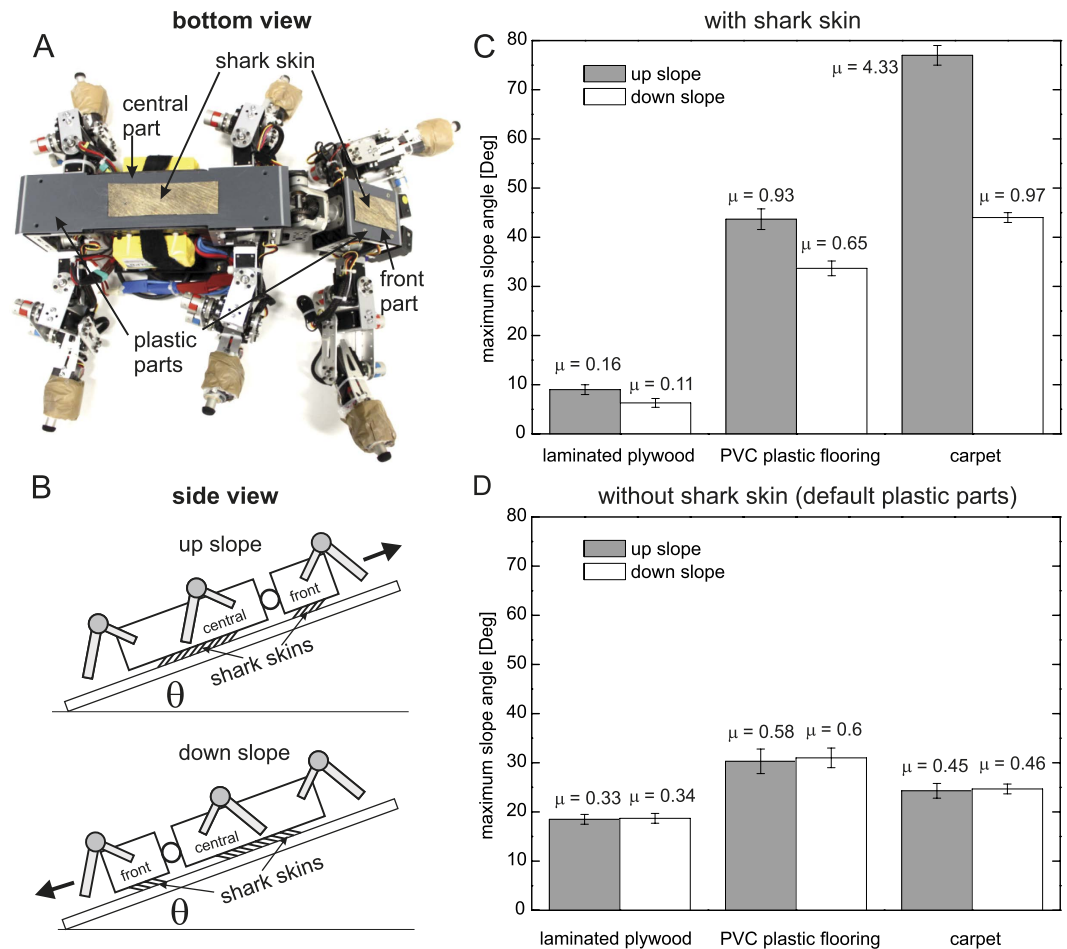 bottom view
A
shark skin
central
part
front
part
plastic
parts
B
side view
up slope
front
central
shark skins
θ
down slope
front
central
shark skins
θ
with shark skin
C
maximum slope angle [Deg]
80
70
60
50
40
30
20
10
0
up slope
down slope
μ = 0.16
μ = 0.11
μ = 0.93
μ = 0.65
μ = 4.33
μ = 0.97
laminated plywood
PVC plastic flooring
carpet
D
without shark skin (default plastic parts)
maximum slope angle [Deg]
80
70
60
50
40
30
20
10
0
up slope
down slope
μ = 0.33
μ = 0.34
μ = 0.58
μ = 0.6
μ = 0.45
μ = 0.46
laminated plywood
PVC plastic flooring
carpet